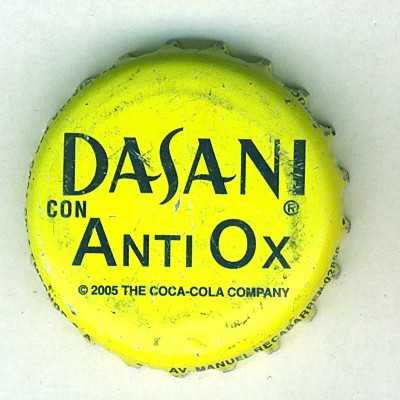 DASANI®
CON
ANTI OX
© 2005 THE COCA-COLA COMPANY
AV. MANUEL RECABARREN